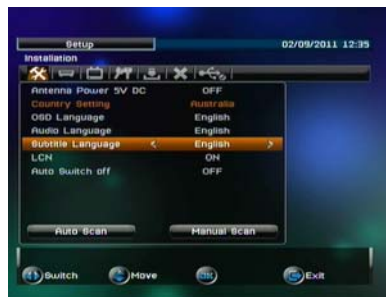 Setup 02/09/2011 12:35
Installation
Antenna Power 5V DC OFF
Country Setting Australia
OSD Language English
Audio Language English
Subtitle Language English
LCN ON
Auto Switch off OFF
Auto Scan Manual Scan
Switch Move OK Exit